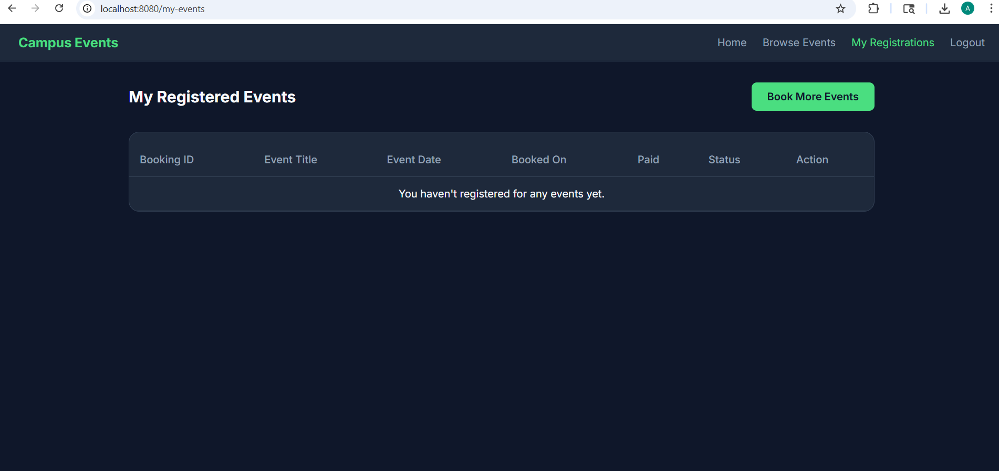 localhost:8080/my-events
A
Campus Events
Home Browse Events My Registrations Logout
My Registered Events
Book More Events
Booking ID Event Title Event Date Booked On Paid Status Action
You haven't registered for any events yet.